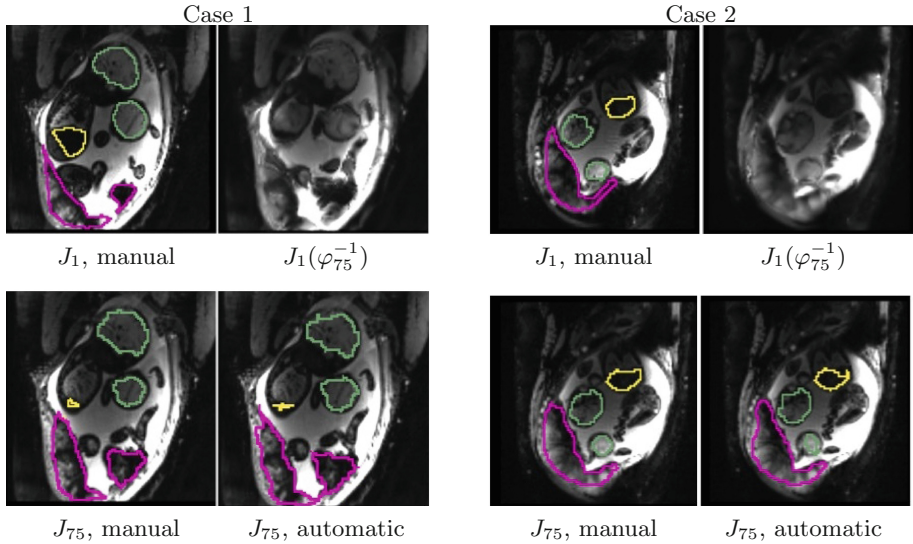 Case 1 Case 2
J₁, manual J₁(φ₇₅⁻¹) J₁, manual J₁(φ₇₅⁻¹)
J₇₅, manual J₇₅, automatic J₇₅, manual J₇₅, automatic